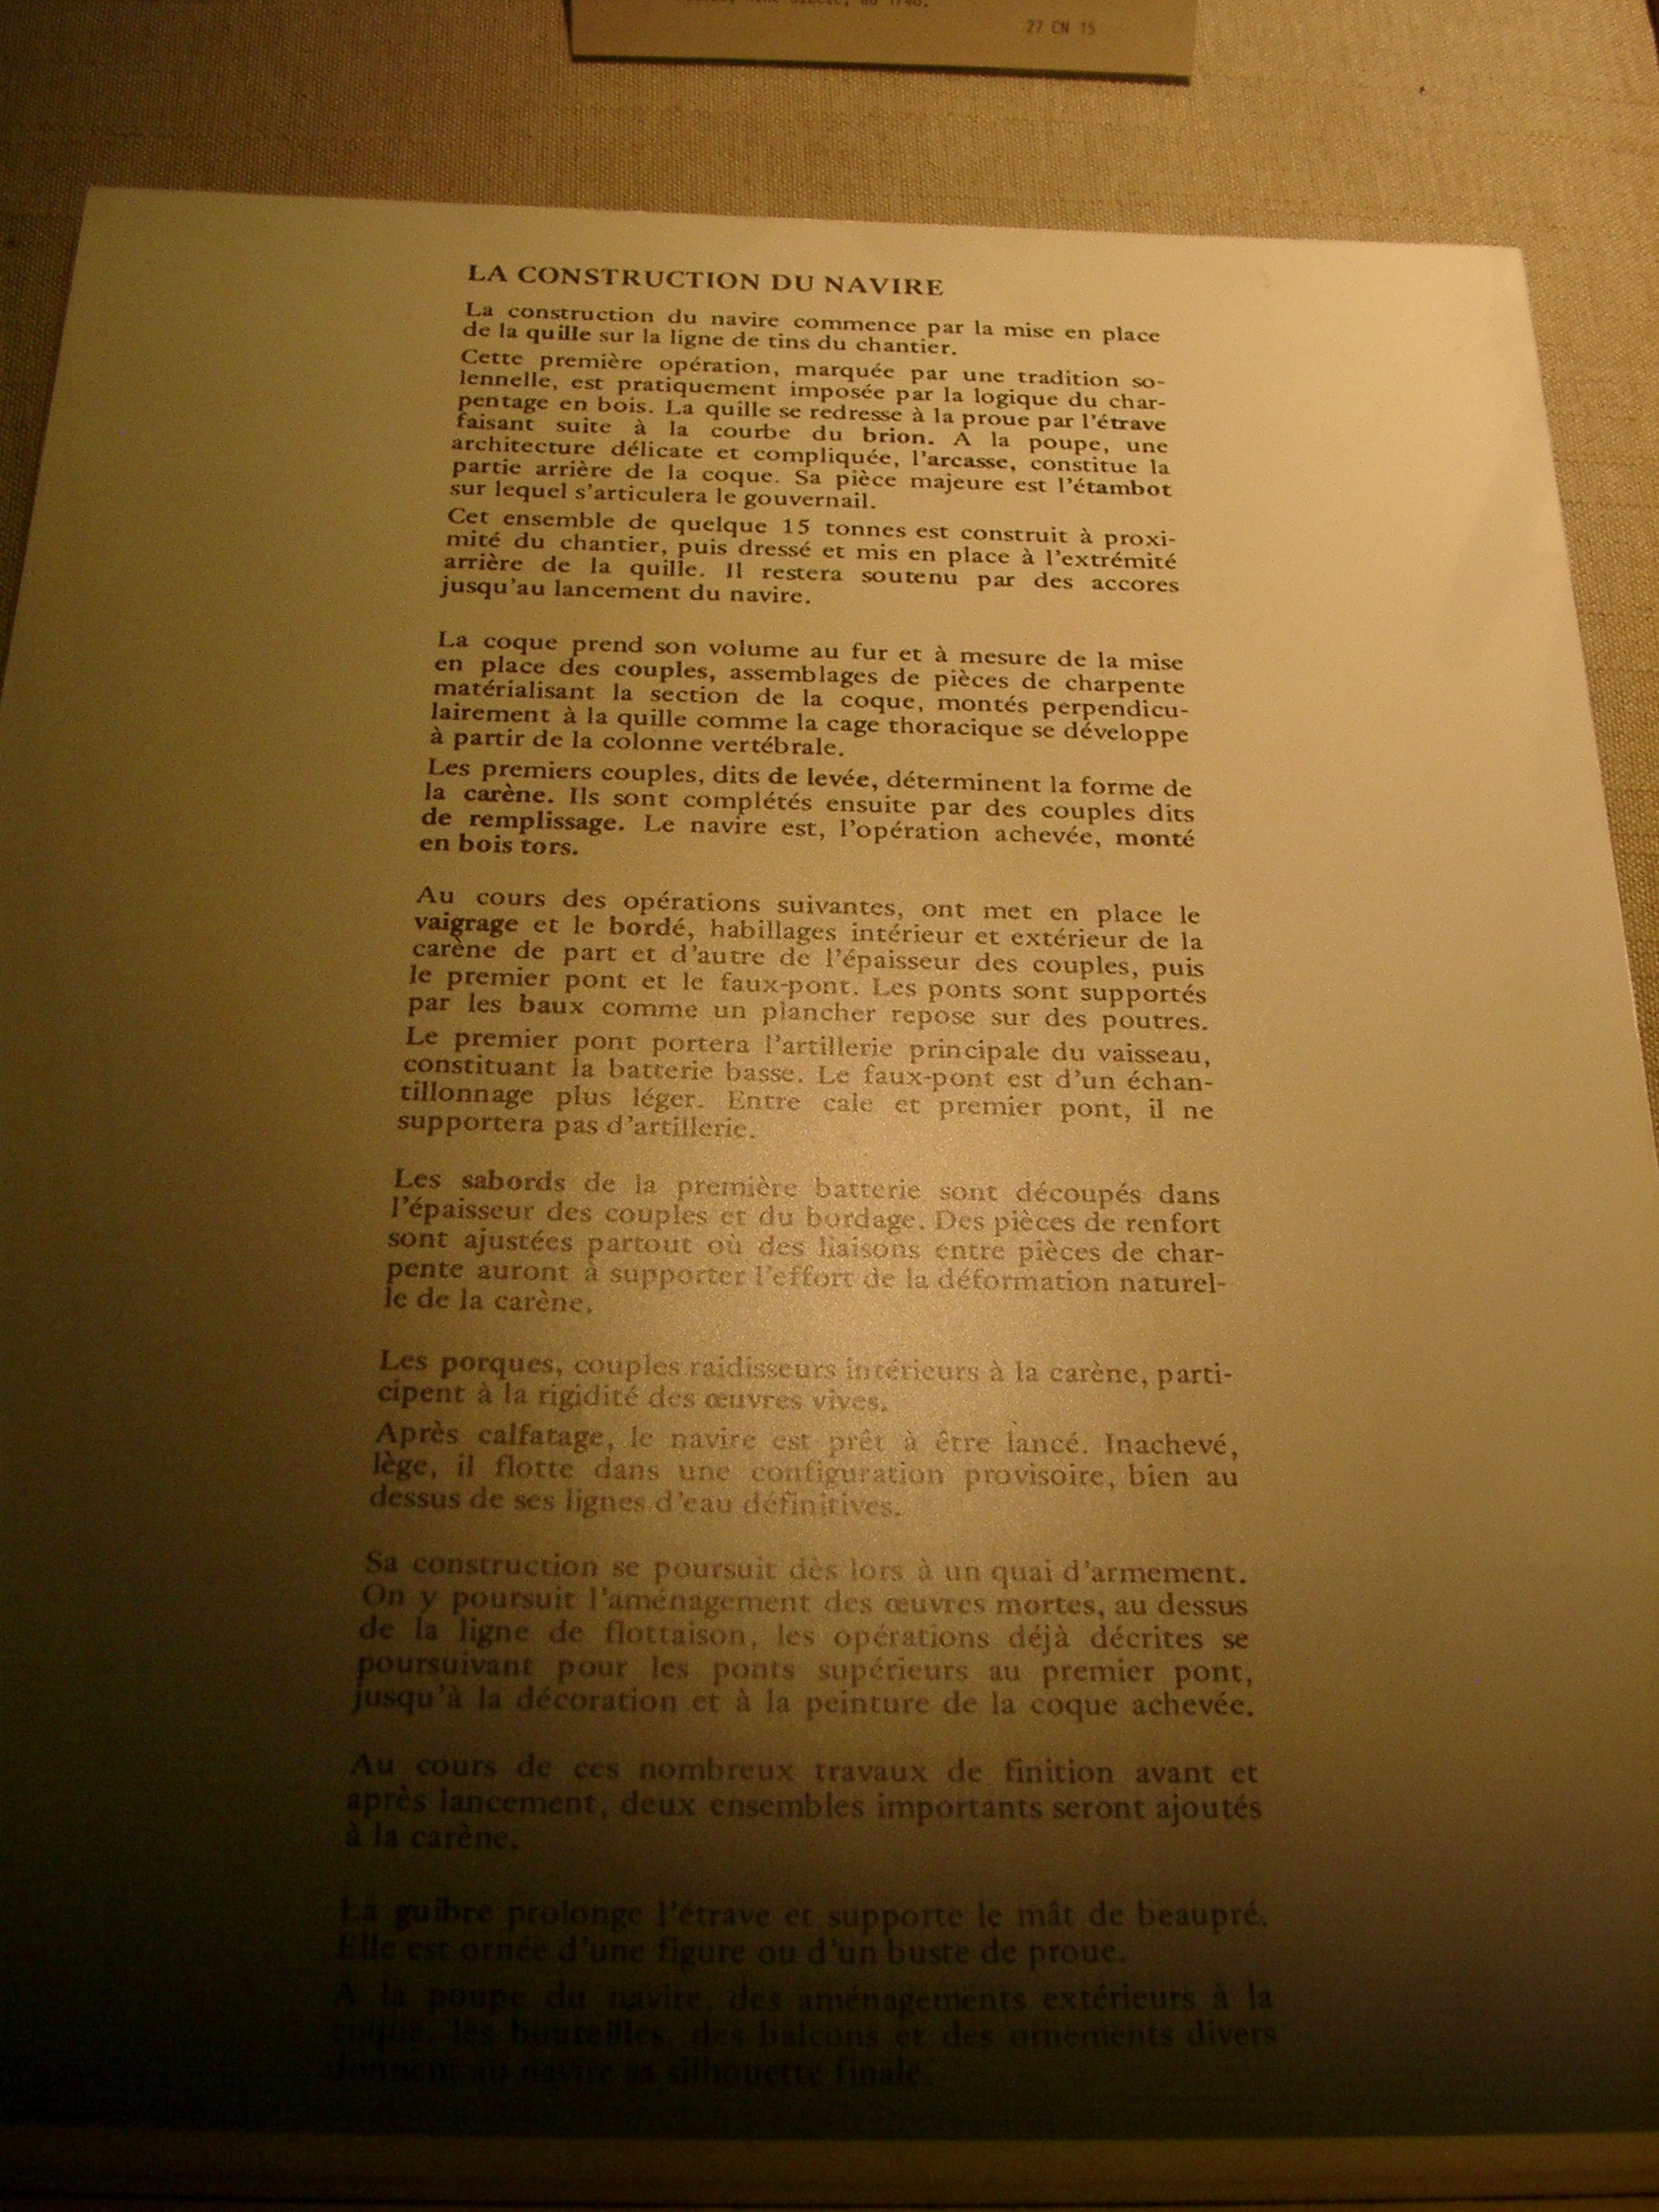 27 CN 15
LA CONSTRUCTION DU NAVIRE
La construction du navire commence par la mise en place
de la quille sur la ligne de tins du chantier.
Cette première opération, marquée par une tradition so-
lennelle, est pratiquement imposée par la logique du char-
pentage en bois. La quille se redresse à la proue par l'étrave
faisant suite à la courbe du brion. A la poupe, une
architecture délicate et compliquée, l'arcasse, constitue la
partie arrière de la coque. Sa pièce majeure est l'étambot
sur lequel s'articulera le gouvernail.
Cet ensemble de quelque 15 tonnes est construit à proxi-
mité du chantier, puis dressé et mis en place à l'extrémité
arrière de la quille. Il restera soutenu par des accores
jusqu'au lancement du navire.
La coque prend son volume au fur et à mesure de la mise
en place des couples, assemblages de pièces de charpente
matérialisant la section de la coque, montés perpendicu-
lairement à la quille comme la cage thoracique se développe
à partir de la colonne vertébrale.
Les premiers couples, dits de levée, déterminent la forme de
la carène. Ils sont complétés ensuite par des couples dits
de remplissage. Le navire est, l'opération achevée, monté
en bois tors.
Au cours des opérations suivantes, ont met en place le
vaigrage et le bordé, habillages intérieur et extérieur de la
carène de part et d'autre de l'épaisseur des couples, puis
le premier pont et le faux-pont. Les ponts sont supportés
par les baux comme un plancher repose sur des poutres.
Le premier pont portera l'artillerie principale du vaisseau,
constituant la batterie basse. Le faux-pont est d'un échan-
tillonnage plus léger. Entre cale et premier pont, il ne
supportera pas d'artillerie.
Les sabords de la première batterie sont découpés dans
l'épaisseur des couples et du bordage. Des pièces de renfort
sont ajustées partout où des liaisons entre pièces de char-
pente auront à supporter l'effort de la déformation naturel-
le de la carène.
Les porques, couples raidisseurs intérieurs à la carène, parti-
cipent à la rigidité des œuvres vives.
Après calfatage, le navire est prêt à être lancé. Inachevé,
lège, il flotte dans une configuration provisoire, bien au
dessus de ses lignes d'eau définitives.
Sa construction se poursuit dès lors à un quai d'armement.
On y poursuit l'aménagement des œuvres mortes, au dessus
de la ligne de flottaison, les opérations déjà décrites se
poursuivant pour les ponts supérieurs au premier pont,
jusqu'à la décoration et à la peinture de la coque achevée.
Au cours de ces nombreux travaux de finition avant et
après lancement, deux ensembles importants seront ajoutés
à la carène.
La guibre prolonge l'étrave et supporte le mât de beaupré.
Elle est ornée d'une figure ou d'un buste de proue.
A la poupe du navire, des aménagements extérieurs à la
coque, les bouteilles, des balcons et des ornements divers
donnent au navire sa silhouette finale.